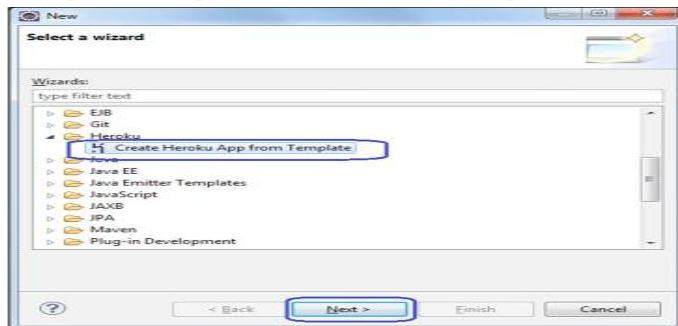 New
Select a wizard
Wizards:
type filter text
EJB
Git
Heroku
Create Heroku App from Template
Java
Java EE
Java Emitter Templates
JavaScript
JAXB
JPA
Maven
Plug-in Development
? < Back Next > Finish Cancel